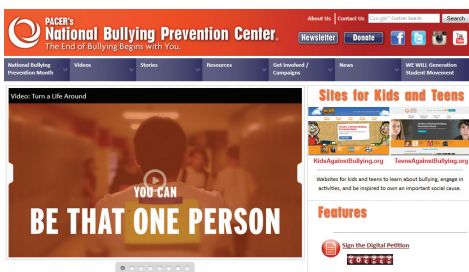 About Us | Contact Us
Google™ Custom Search
Search
PACER's
National Bullying Prevention Center®
The End of Bullying Begins with You.
Newsletter
Donate
National Bullying
Prevention Month
Videos
Stories
Resources
Get Involved /
Campaigns
News
WE WILL Generation
Student Movement
Video: Turn a Life Around
YOU CAN
BE THAT ONE PERSON
Sites for Kids and Teens
KidsAgainstBullying.org
TeensAgainstBullying.org
Websites for kids and teens to learn about bullying, engage in
activities, and be inspired to own an important social cause.
Features
Sign the Digital Petition